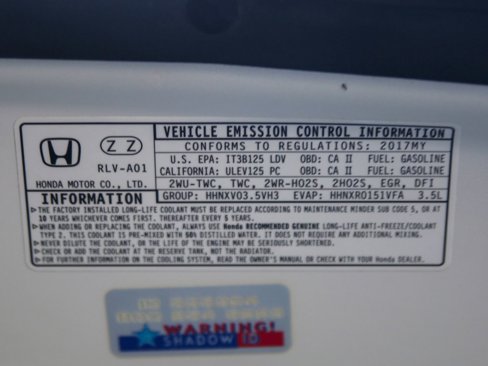 VEHICLE EMISSION CONTROL INFORMATION
CONFORMS TO REGULATIONS: 2017MY
U.S. EPA: IT3B125 LDV OBD: CA II FUEL: GASOLINE
CALIFORNIA: ULEV125 PC OBD: CA II FUEL: GASOLINE
2WU-TWC, TWC, 2WR-HO2S, 2HO2S, EGR, DFI
GROUP: HHNXV03.5VH3 EVAP: HHNXR0151VFA 3.5L
Z Z
RLV-A01
HONDA MOTOR CO., LTD.
INFORMATION
▷THE FACTORY INSTALLED LONG-LIFE COOLANT MUST BE REPLACED ACCORDING TO MAINTENANCE MINDER SUB CODE 5, OR AT
10 YEARS WHICHEVER COMES FIRST. THEREAFTER, REPLACE EVERY 5 YEARS.
▷WHEN ADDING OR REPLACING THE COOLANT, ALWAYS USE Honda RECOMMENDED GENUINE LONG-LIFE ANTI-FREEZE/COOLANT
TYPE 2. THIS COOLANT IS PRE-MIXED WITH 50% DISTILLED WATER. IT DOES NOT REQUIRE ANY ADDITIONAL MIXING.
▷NEVER DILUTE THE COOLANT, OR THE LIFE OF THE ENGINE MAY BE SERIOUSLY SHORTENED.
▷CHECK OR ADD THE COOLANT AT THE RESERVE TANK, NOT THE RADIATOR.
▷FOR FURTHER INFORMATION ON THE COOLING SYSTEM, READ THE OWNER'S MANUAL OR CHECK WITH YOUR Honda DEALER.
WARNING!
SHADOW ID